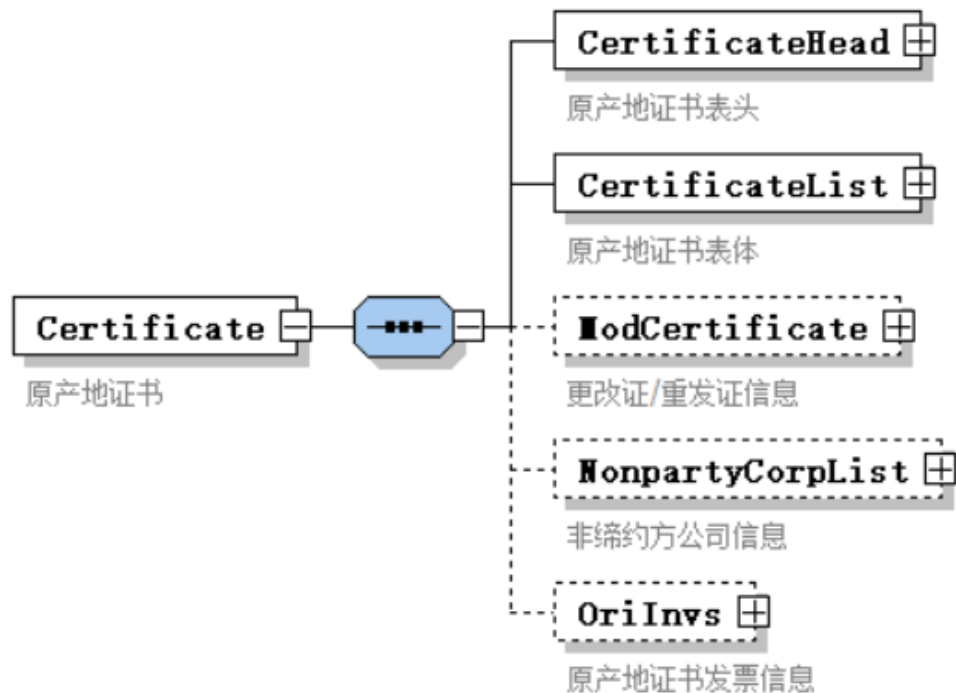 CertificateHead
原产地证书表头
CertificateList
原产地证书表体
Certificate
原产地证书
ModCertificate
更改证/重发证信息
NonpartyCorpList
非缔约方公司信息
OriInvs
原产地证书发票信息